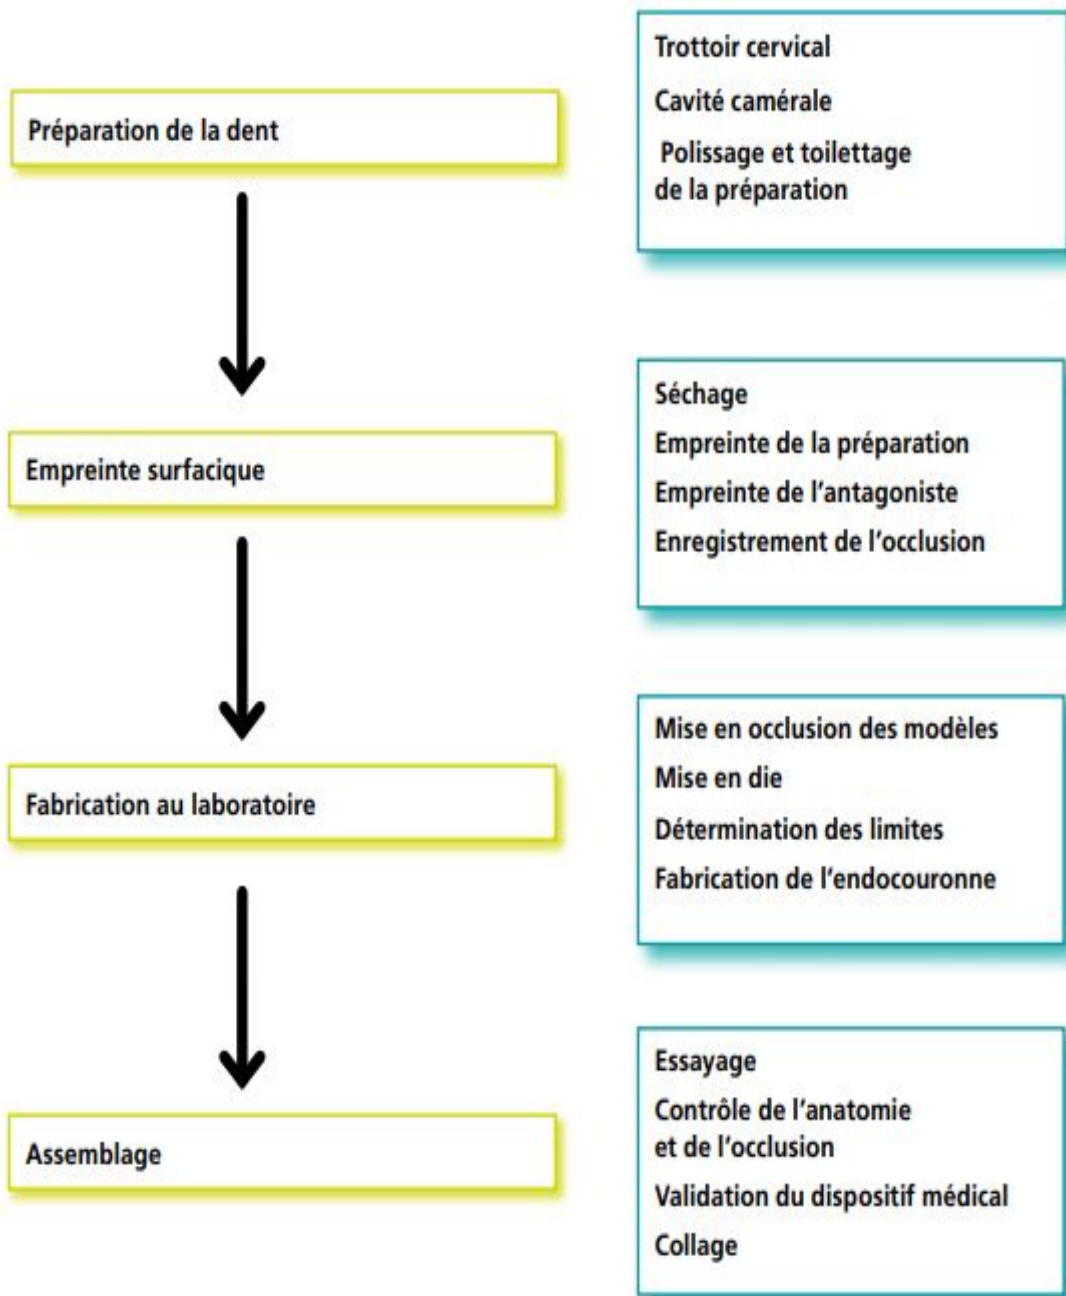 Préparation de la dent
Trottoir cervical
Cavité camérale
Polissage et toilettage
de la préparation
Empreinte surfacique
Séchage
Empreinte de la préparation
Empreinte de l'antagoniste
Enregistrement de l'occlusion
Fabrication au laboratoire
Mise en occlusion des modèles
Mise en die
Détermination des limites
Fabrication de l'endocouronne
Assemblage
Essayage
Contrôle de l'anatomie
et de l'occlusion
Validation du dispositif médical
Collage